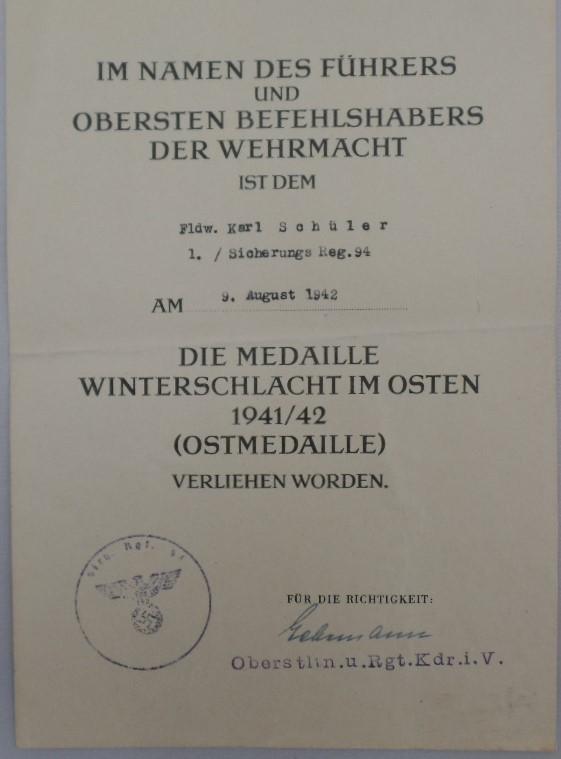 IM NAMEN DES FÜHRERS
UND
OBERSTEN BEFEHLSHABERS
DER WEHRMACHT
IST DEM
Fldw. Karl Schüler
1. / Sicherungs Reg.94
AM 9. August 1942
DIE MEDAILLE
WINTERSCHLACHT IM OSTEN
1941/42
(OSTMEDAILLE)
VERLIEHEN WORDEN.
Rgt.
FÜR DIE RICHTIGKEIT:
Oberstltn.u.Rgt.Kdr.i.V.